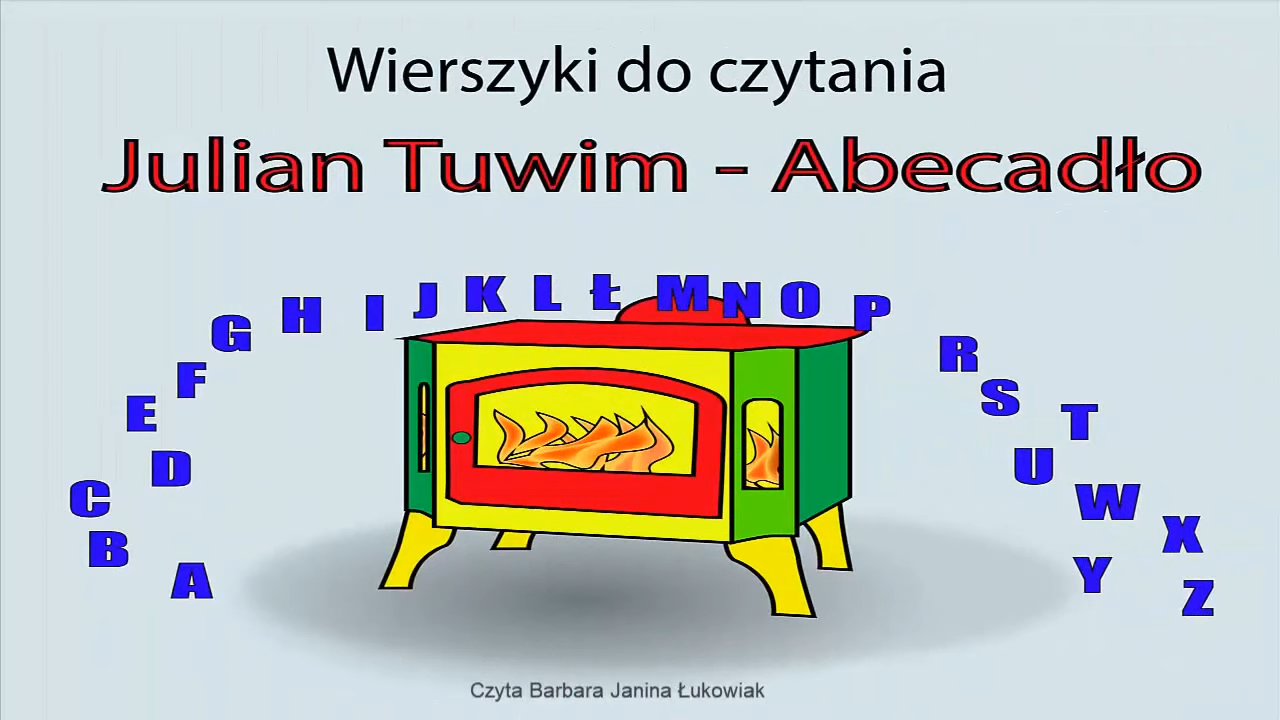 Wierszyki do czytania
Julian Tuwim - Abecadło
A B C D E F G H I J K L Ł M N O P R S T U W X Y Z
Czyta Barbara Janina Łukowiak